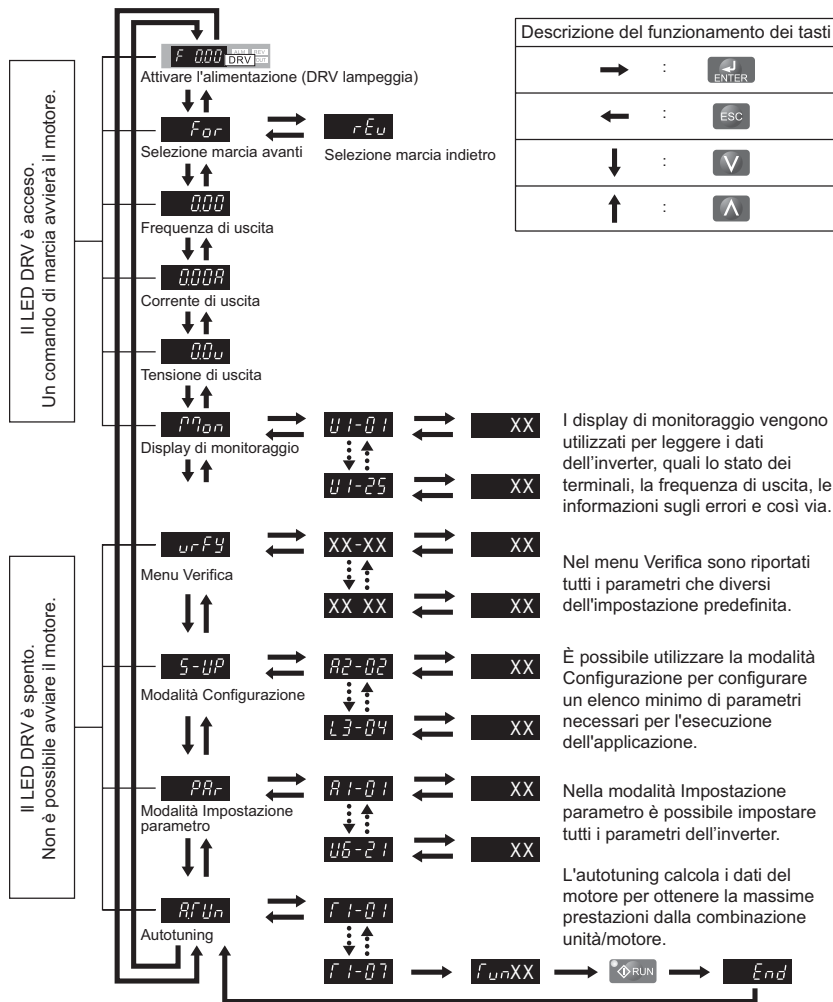 Descrizione del funzionamento dei tasti
: ENTER
: ESC
: V
: Λ
Il LED DRV è acceso.
Un comando di marcia avvierà il motore.
F 0.00 ALM REV DRV OUT
Attivare l'alimentazione (DRV lampeggia)
For rEv
Selezione marcia avanti Selezione marcia indietro
0.00
Frequenza di uscita
0.00A
Corrente di uscita
0.0v
Tensione di uscita
Mon U1-01 XX
Display di monitoraggio
U1-25 XX
I display di monitoraggio vengono
utilizzati per leggere i dati
dell'inverter, quali lo stato dei
terminali, la frequenza di uscita, le
informazioni sugli errori e così via.
Il LED DRV è spento.
Non è possibile avviare il motore.
vrFY XX-XX XX
Menu Verifica
XX XX XX
Nel menu Verifica sono riportati
tutti i parametri che diversi
dell'impostazione predefinita.
S-UP A2-02 XX
Modalità Configurazione
L3-04 XX
È possibile utilizzare la modalità
Configurazione per configurare
un elenco minimo di parametri
necessari per l'esecuzione
dell'applicazione.
PAr A1-01 XX
Modalità Impostazione
parametro
U6-21 XX
Nella modalità Impostazione
parametro è possibile impostare
tutti i parametri dell'inverter.
ATUn T1-01
Autotuning
T1-07 TunXX RUN End
L'autotuning calcola i dati del
motore per ottenere la massime
prestazioni dalla combinazione
unità/motore.